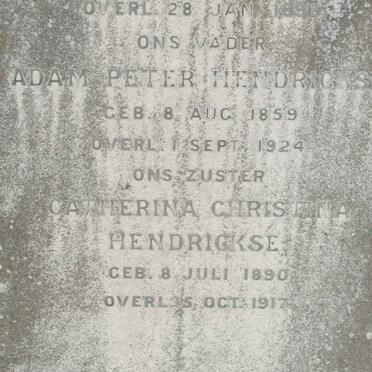 OVERL. 28 JAN.
ONS VADER
ADAM PETER HENDRICKS
GEB. 8 AUG. 1859
OVERL. 1 SEPT. 1924
ONS ZUSTER
CATHERINA CHRISTINA
HENDRICKSE
GEB. 8 JULI 1890
OVERL. 5 OCT. 1917